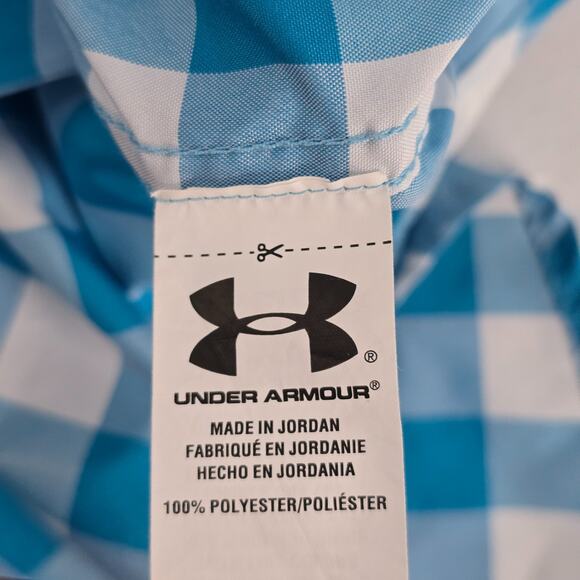 ®
UNDER ARMOUR®
MADE IN JORDAN
FABRIQUÉ EN JORDANIE
HECHO EN JORDANIA
100% POLYESTER/POLIÉSTER